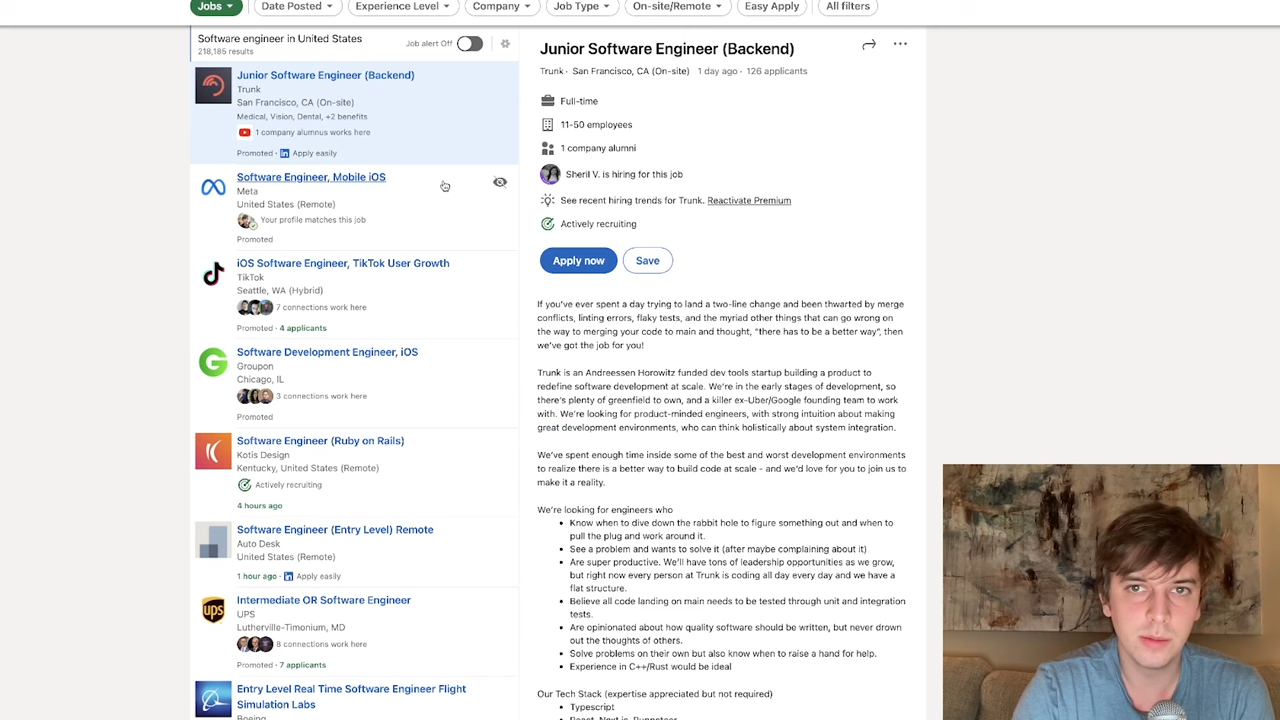 Jobs
Date Posted
Experience Level
Company
Job Type
On-site/Remote
Easy Apply
All filters
Software engineer in United States
218,185 results
Job alert Off
Junior Software Engineer (Backend)
Trunk
San Francisco, CA (On-site)
Medical, Vision, Dental, +2 benefits
1 company alumnus works here
Promoted · Apply easily
Software Engineer, Mobile iOS
Meta
United States (Remote)
Your profile matches this job
Promoted
iOS Software Engineer, TikTok User Growth
TikTok
Seattle, WA (Hybrid)
7 connections work here
Promoted · 4 applicants
Software Development Engineer, iOS
Groupon
Chicago, IL
3 connections work here
Promoted
Software Engineer (Ruby on Rails)
Kotis Design
Kentucky, United States (Remote)
Actively recruiting
4 hours ago
Software Engineer (Entry Level) Remote
Auto Desk
United States (Remote)
1 hour ago · Apply easily
Intermediate OR Software Engineer
UPS
Lutherville-Timonium, MD
8 connections work here
Promoted · 7 applicants
Entry Level Real Time Software Engineer Flight
Simulation Labs
Boeing
Junior Software Engineer (Backend)
Trunk · San Francisco, CA (On-site) 1 day ago · 126 applicants
Full-time
11-50 employees
1 company alumni
Sheril V. is hiring for this job
See recent hiring trends for Trunk. Reactivate Premium
Actively recruiting
Apply now
Save
If you've ever spent a day trying to land a two-line change and been thwarted by merge
conflicts, linting errors, flaky tests, and the myriad other things that can go wrong on
the way to merging your code to main and thought, "there has to be a better way", then
we've got the job for you!
Trunk is an Andreessen Horowitz funded dev tools startup building a product to
redefine software development at scale. We're in the early stages of development, so
there's plenty of greenfield to own, and a killer ex-Uber/Google founding team to work
with. We're looking for product-minded engineers, with strong intuition about making
great development environments, who can think holistically about system integration.
We've spent enough time inside some of the best and worst development environments
to realize there is a better way to build code at scale - and we'd love for you to join us to
make it a reality.
We're looking for engineers who
• Know when to dive down the rabbit hole to figure something out and when to
pull the plug and work around it.
• See a problem and wants to solve it (after maybe complaining about it)
• Are super productive. We'll have tons of leadership opportunities as we grow,
but right now every person at Trunk is coding all day every day and we have a
flat structure.
• Believe all code landing on main needs to be tested through unit and integration
tests.
• Are opinionated about how quality software should be written, but never drown
out the thoughts of others.
• Solve problems on their own but also know when to raise a hand for help.
• Experience in C++/Rust would be ideal
Our Tech Stack (expertise appreciated but not required)
• Typescript
• React, Next.js, Puppeteer